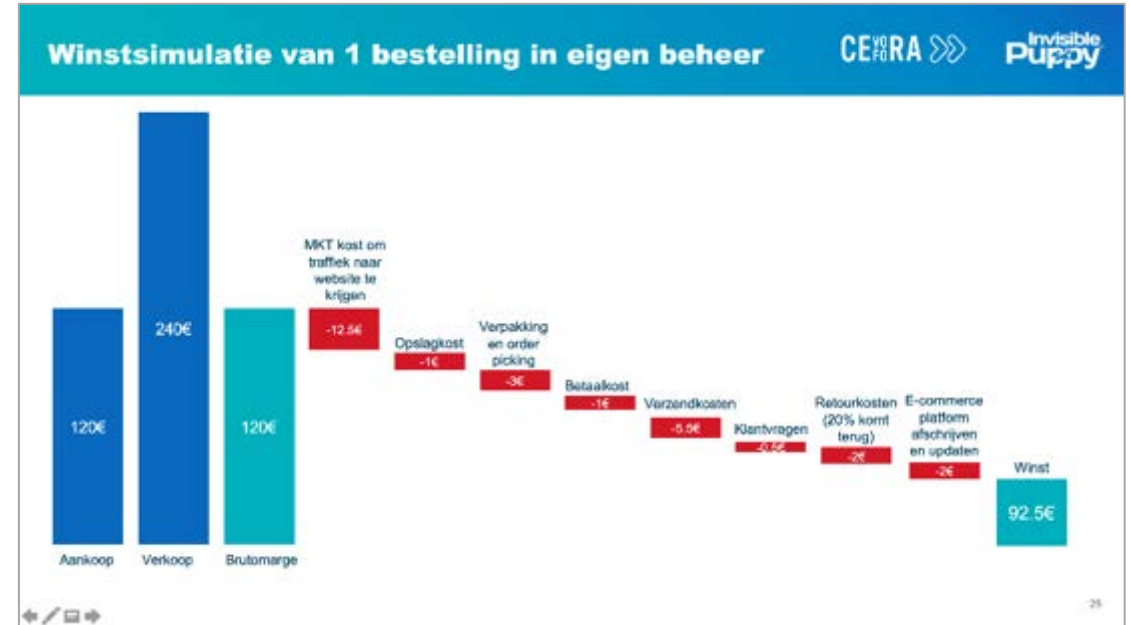 Winstsimulatie van 1 bestelling in eigen beheer
CEVORA
Invisible
Puppy
MKT kost om
traffiek naar
website te
krijgen
-12.5€
240€
Opslagkost
-1€
Verpakking
en order
picking
-3€
Betaalkost
-1€
Verzendkosten
-5.5€
Klantvragen
-0.5€
Retourkosten
(20% komt
terug)
-2€
E-commerce
platform
afschrijven
en updaten
-2€
Winst
92.5€
120€
120€
Aankoop
Verkoop
Brutomarge
25